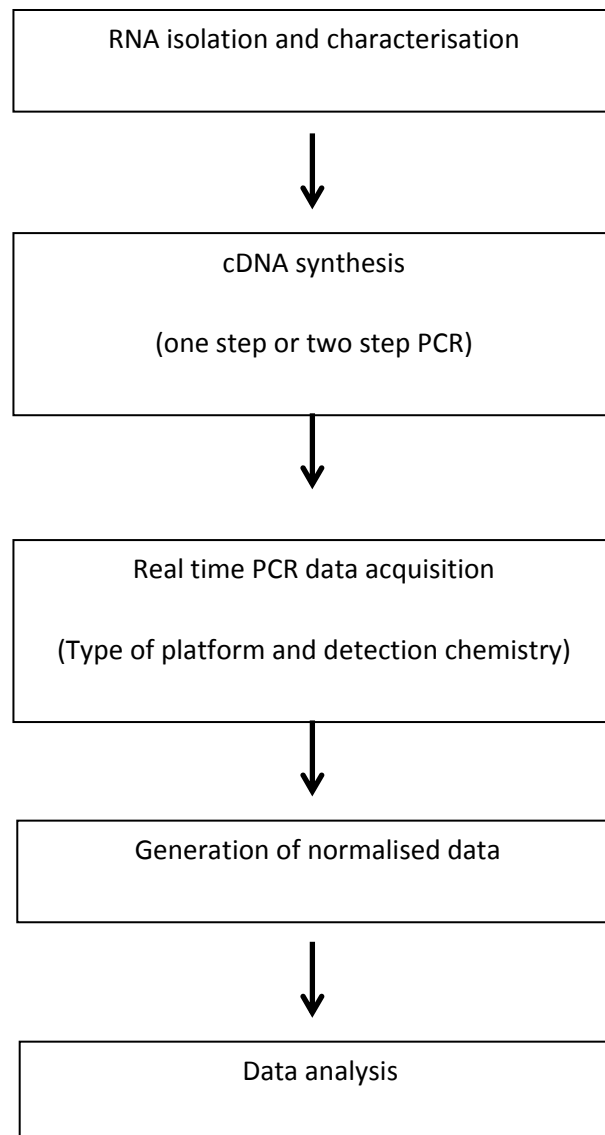 RNA isolation and characterisation
cDNA synthesis
(one step or two step PCR)
Real time PCR data acquisition
(Type of platform and detection chemistry)
Generation of normalised data
Data analysis